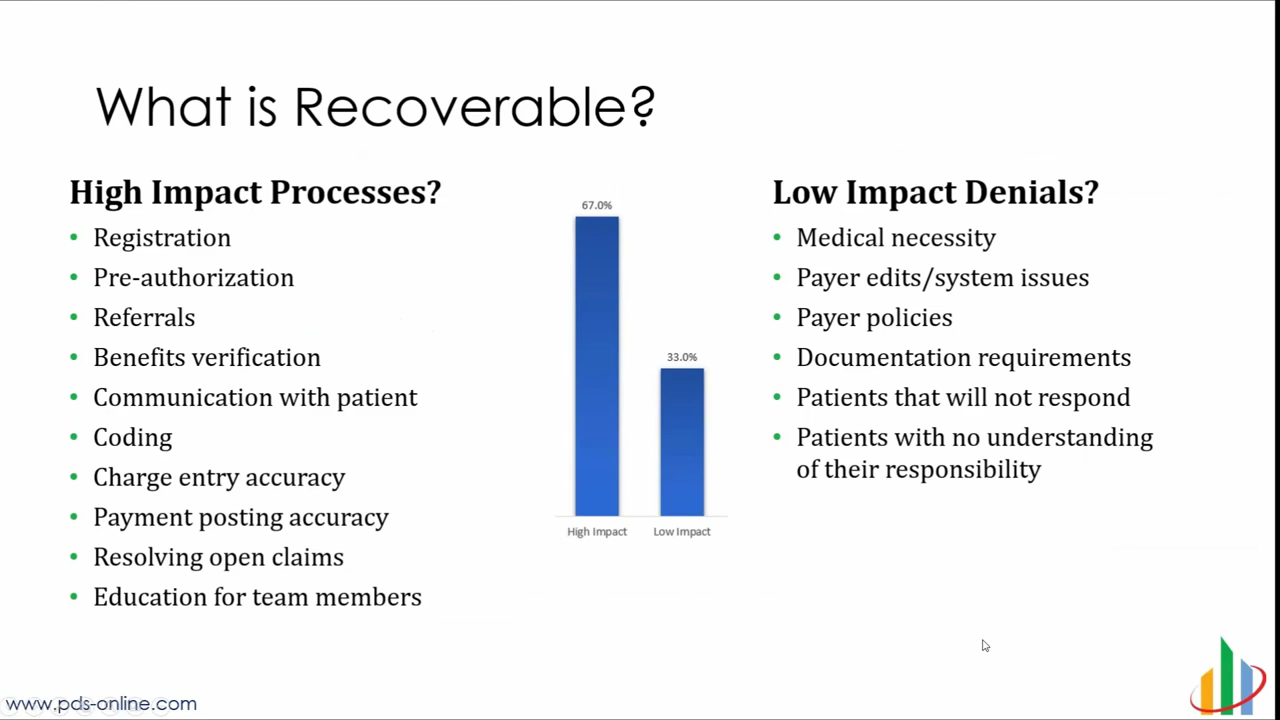 What is Recoverable?
High Impact Processes?
• Registration
• Pre-authorization
• Referrals
• Benefits verification
• Communication with patient
• Coding
• Charge entry accuracy
• Payment posting accuracy
• Resolving open claims
• Education for team members
67.0%
33.0%
High Impact
Low Impact
Low Impact Denials?
• Medical necessity
• Payer edits/system issues
• Payer policies
• Documentation requirements
• Patients that will not respond
• Patients with no understanding
of their responsibility
www.pds-online.com